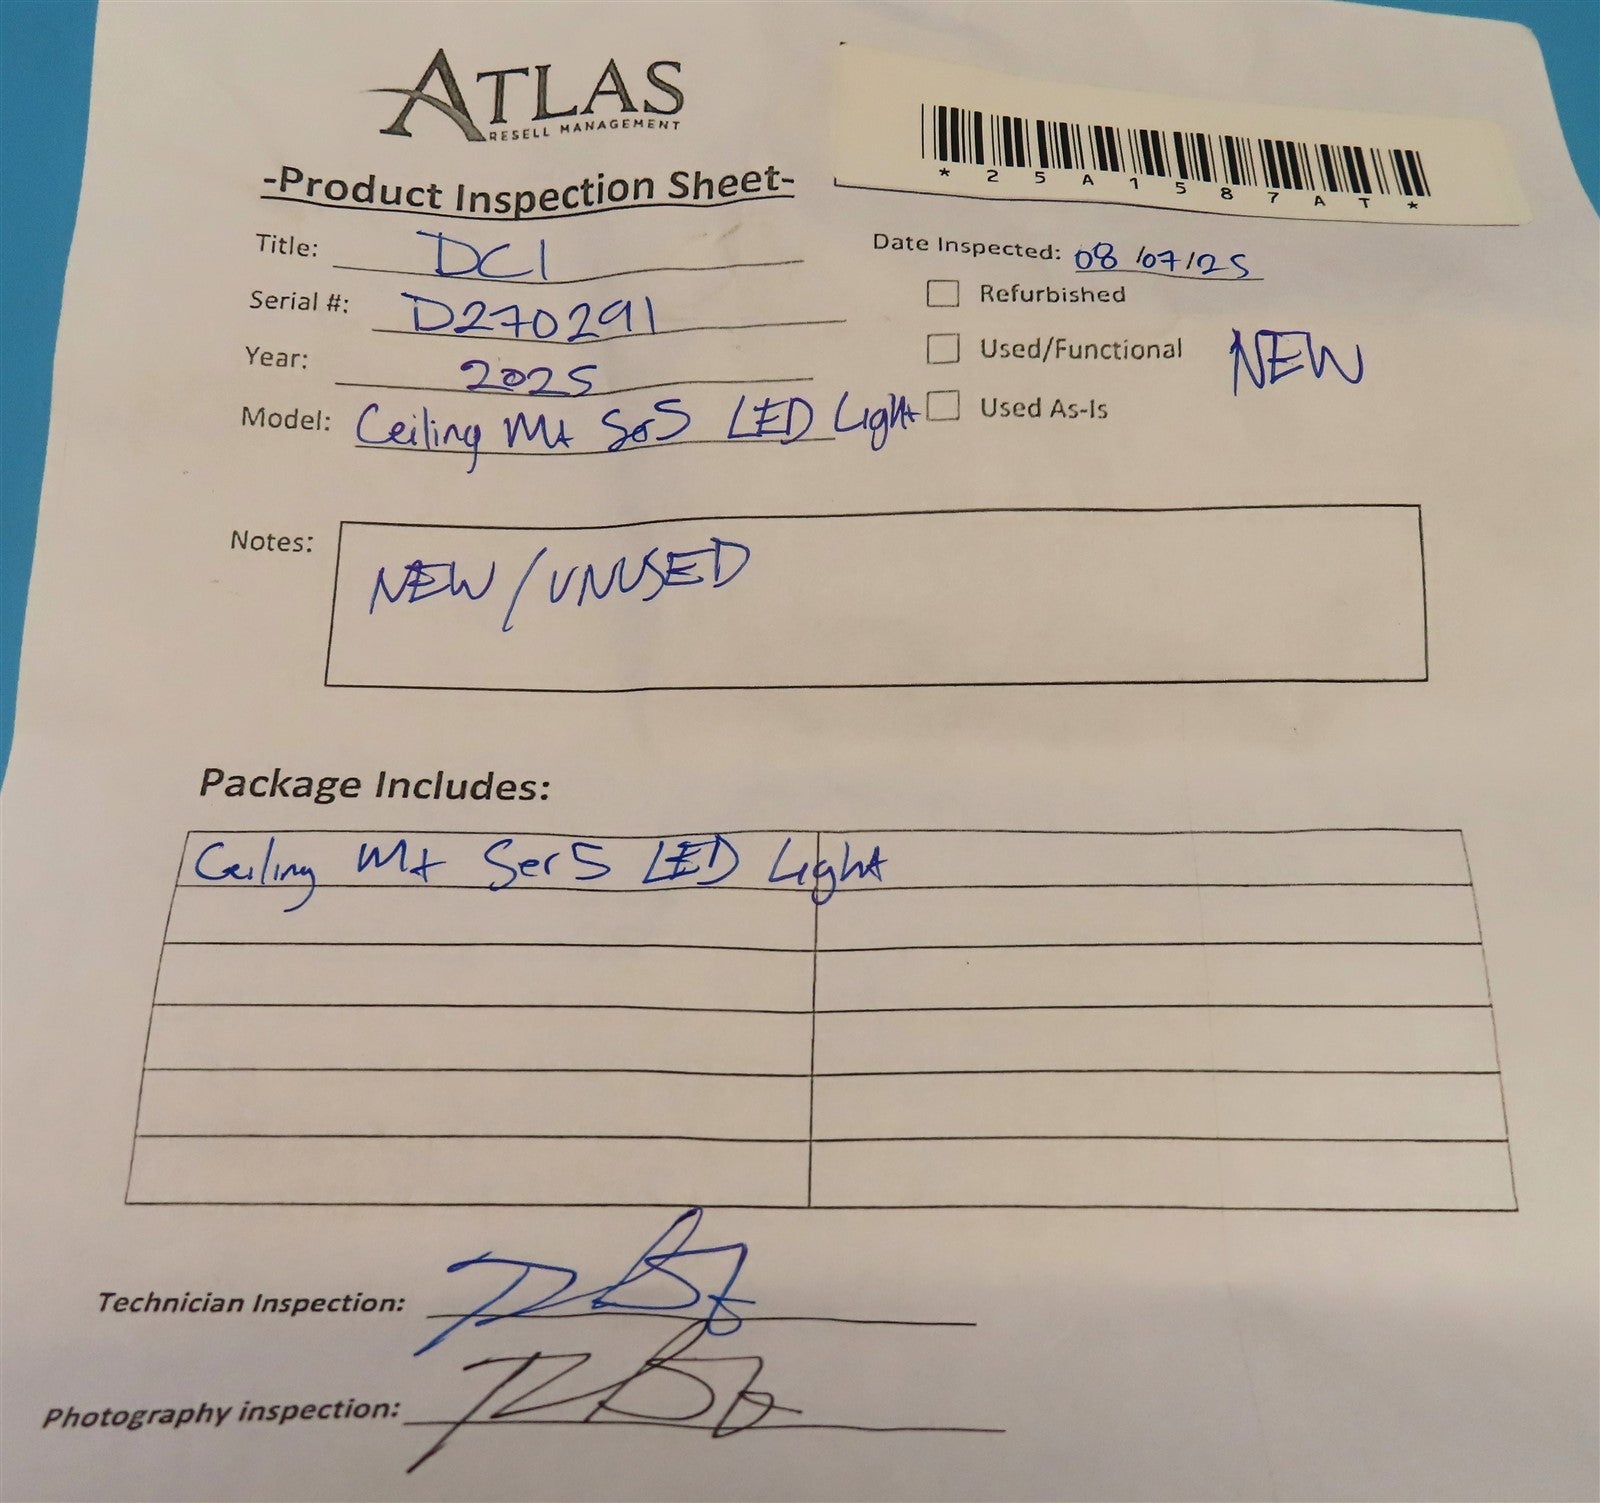 ATLAS
RESELL MANAGEMENT
*25A1587AT*
-Product Inspection Sheet-
Title: DCI
Date Inspected: 08/07/25
Serial #: D270291
Refurbished
Year: 2025
Used/Functional
NEW
Model: Ceiling Mt Ser5 LED Light
Used As-Is
Notes: NEW/UNUSED
Package Includes:
Ceiling Mt Ser5 LED Light
Technician Inspection:
Photography inspection: